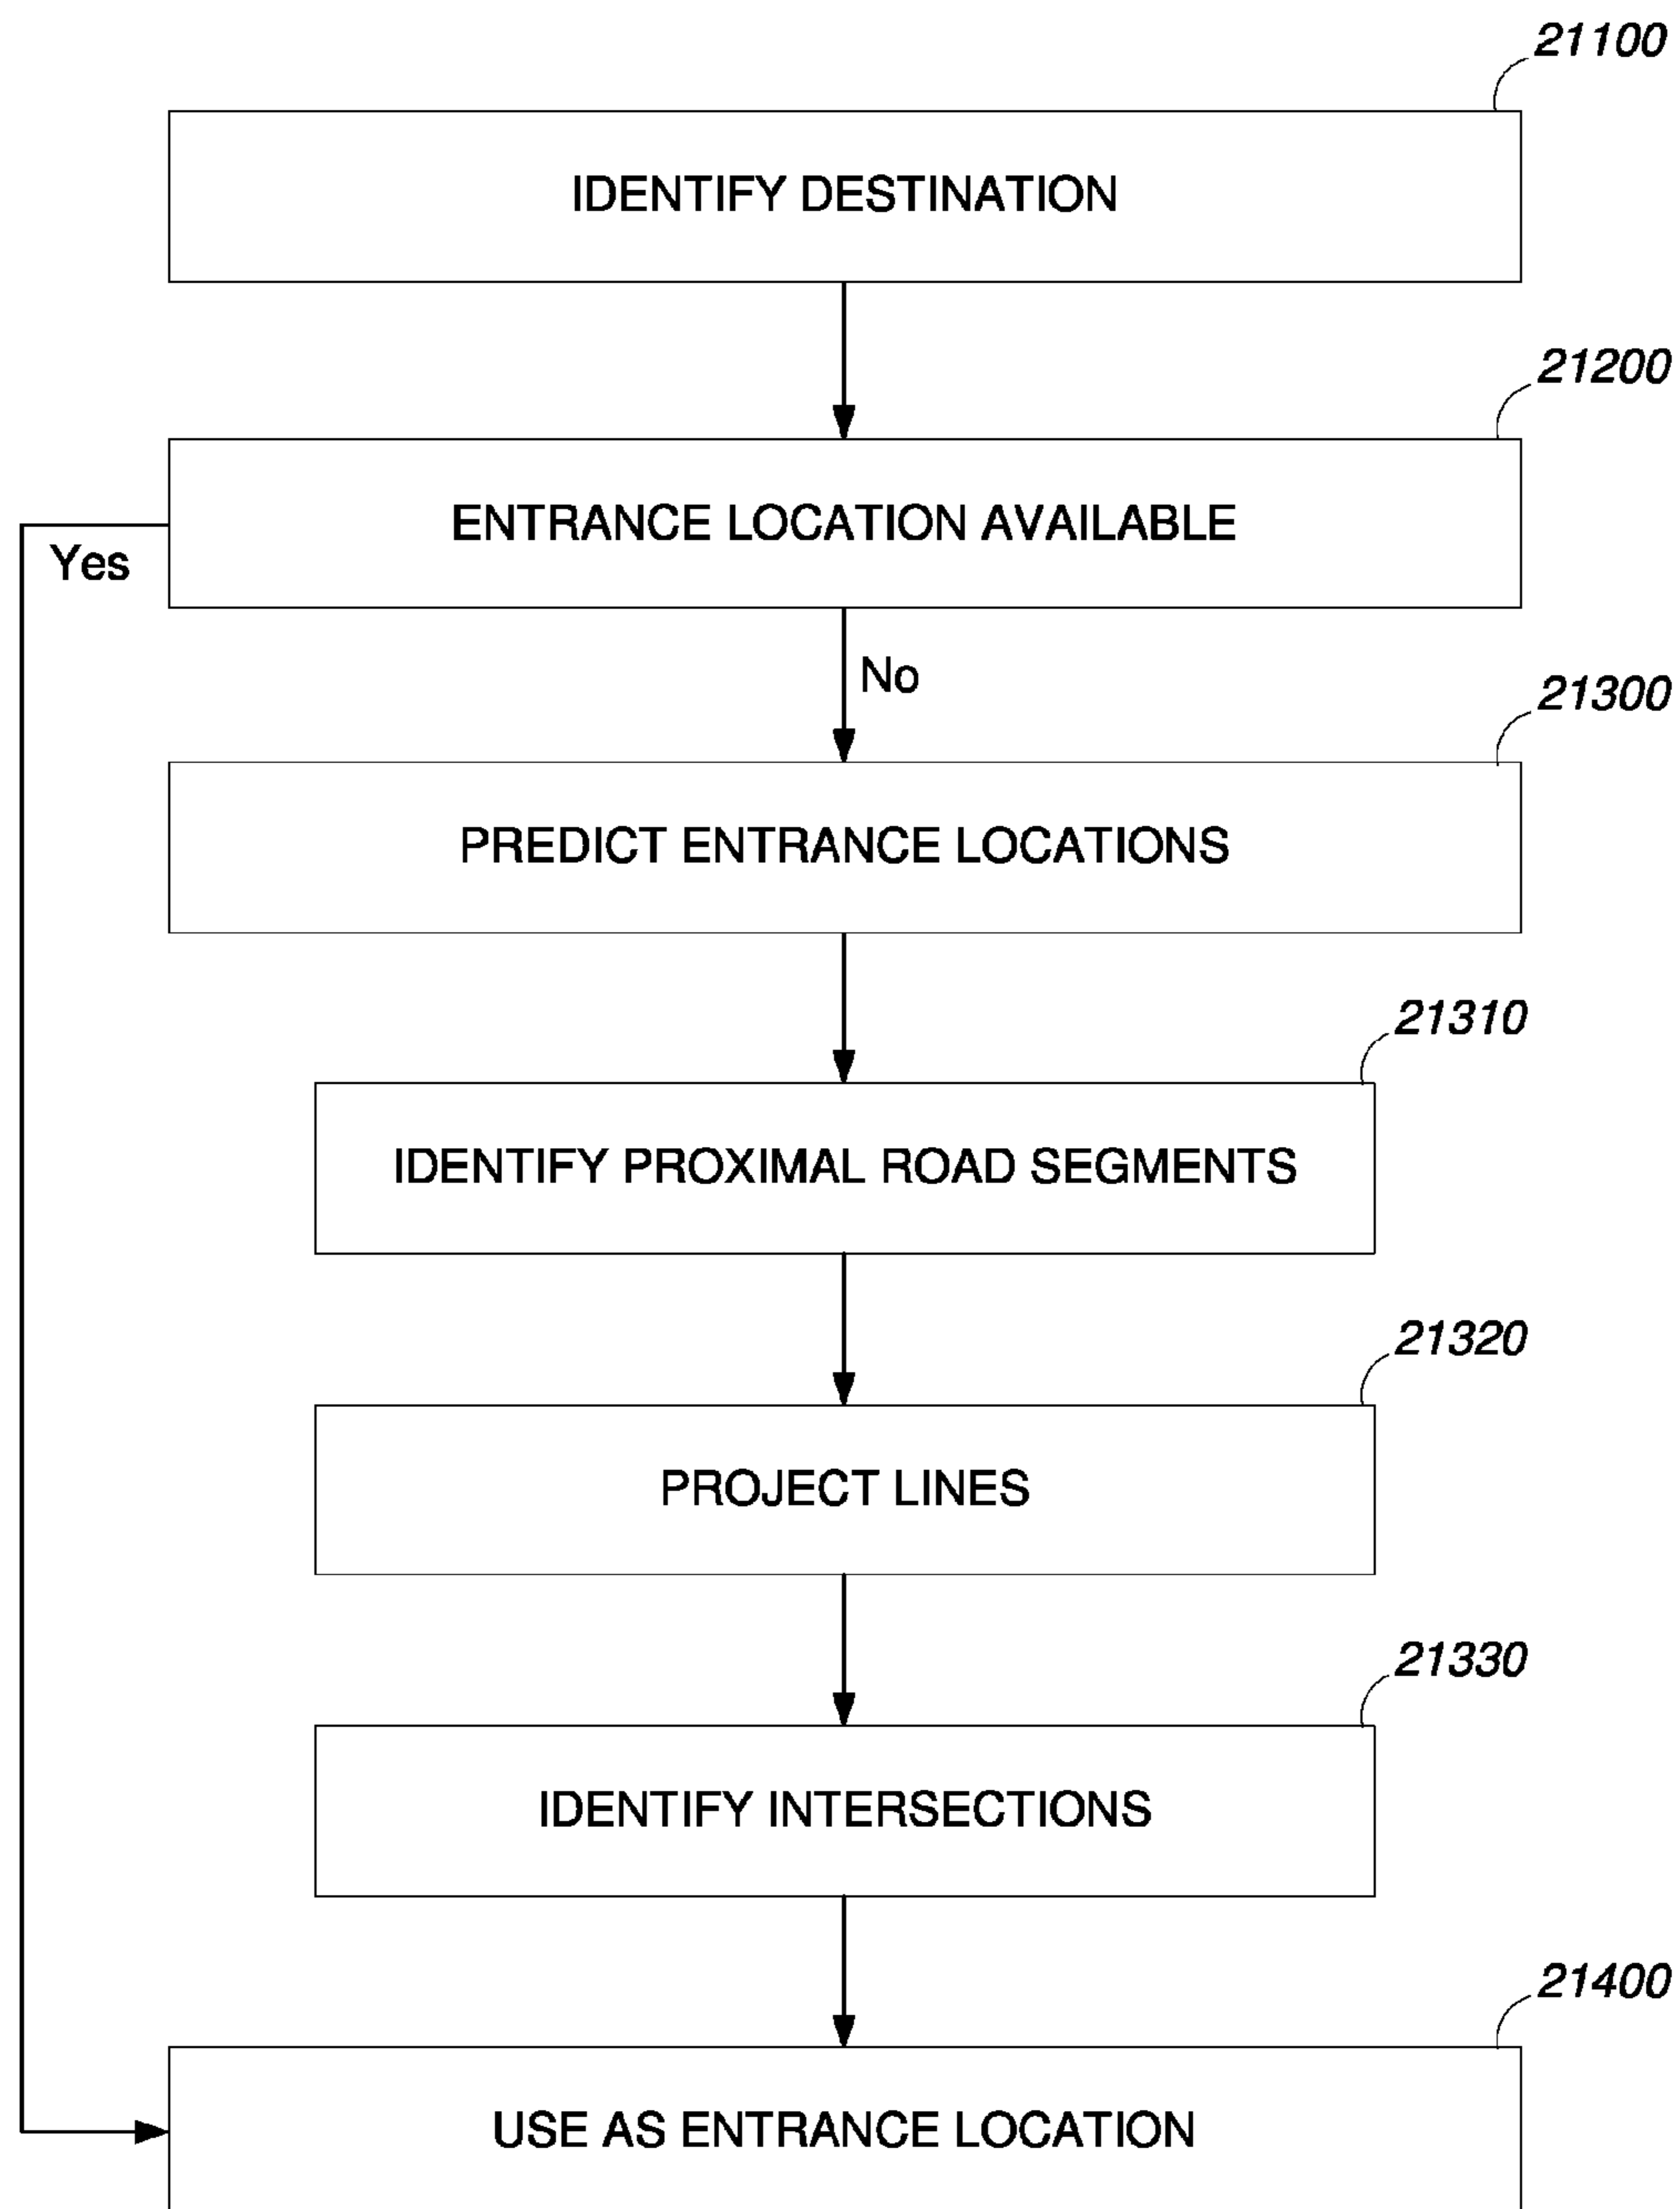 21100
IDENTIFY DESTINATION
21200
ENTRANCE LOCATION AVAILABLE
Yes
No
21300
PREDICT ENTRANCE LOCATIONS
21310
IDENTIFY PROXIMAL ROAD SEGMENTS
21320
PROJECT LINES
21330
IDENTIFY INTERSECTIONS
21400
USE AS ENTRANCE LOCATION